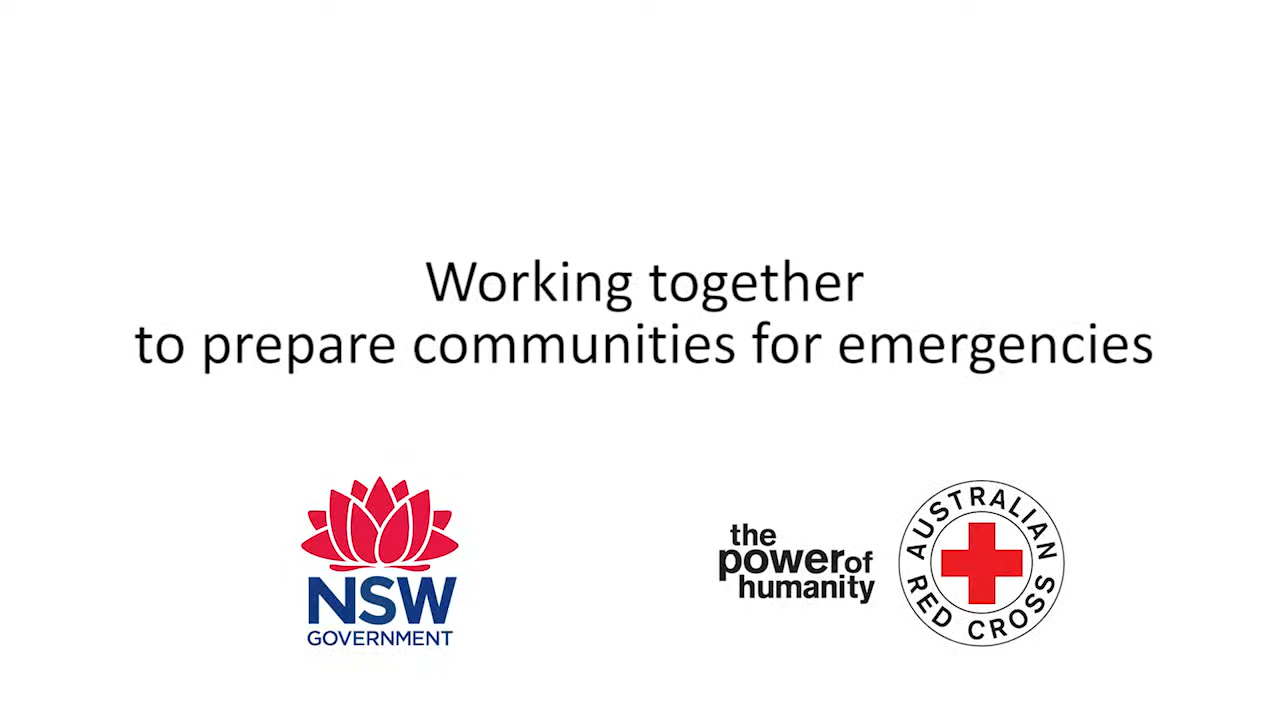 Working together
to prepare communities for emergencies
NSW
GOVERNMENT
the
power of
humanity
AUSTRALIAN
RED CROSS